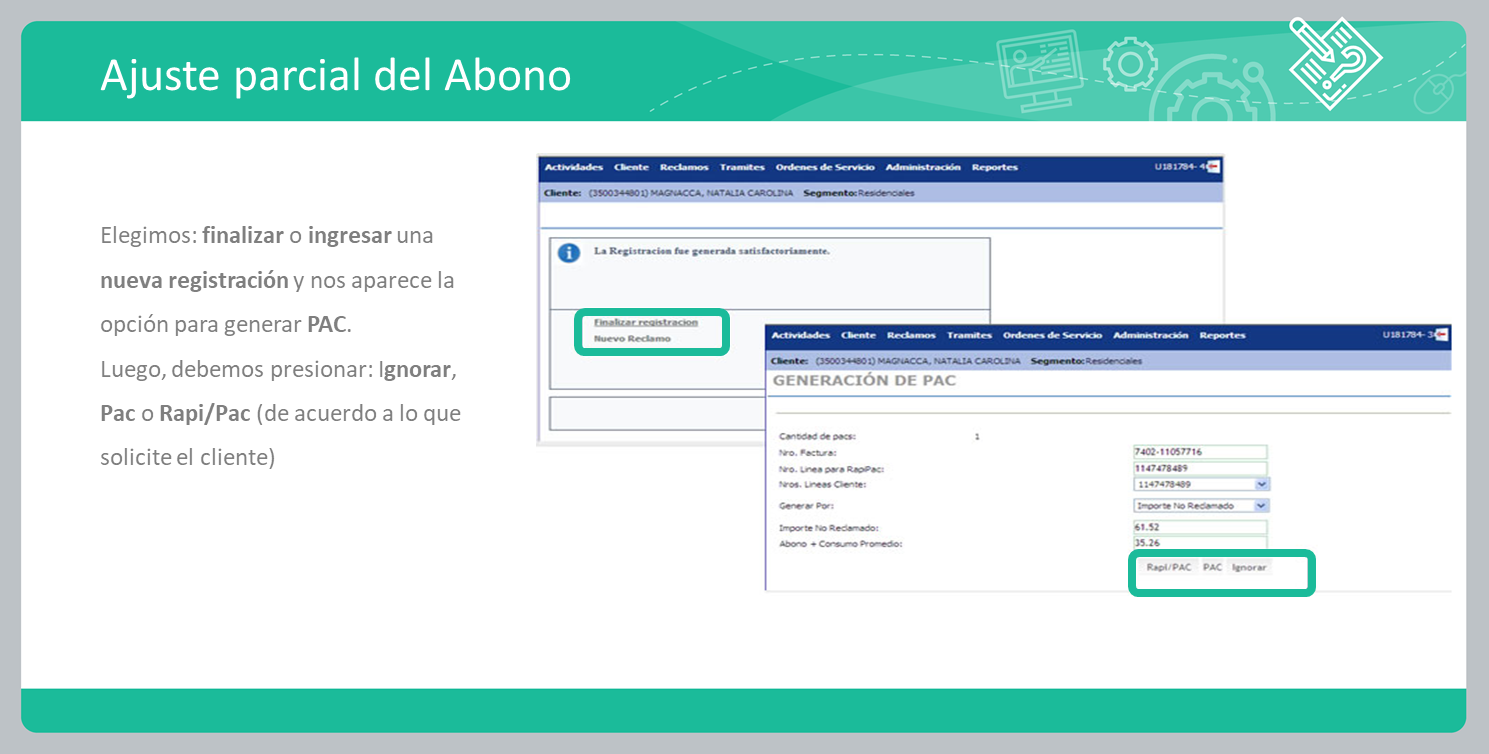 Ajuste parcial del Abono
Elegimos: finalizar o ingresar una
nueva registración y nos aparece la
opción para generar PAC.
Luego, debemos presionar: Ignorar,
Pac o Rapi/Pac (de acuerdo a lo que
solicite el cliente)
Actividades Cliente Reclamos Tramites Ordenes de Servicio Administración Reportes U181784-
Cliente: (3500344801) MAGNACCA, NATALIA CAROLINA Segmento:Residenciales
La Registracion fue generada satisfactoriamente.
Finalizar registracion
Nuevo Reclamo
Actividades Cliente Reclamos Tramites Ordenes de Servicio Administración Reportes U181784-
Cliente: (3500344801) MAGNACCA, NATALIA CAROLINA Segmento:Residenciales
GENERACIÓN DE PAC
Cantidad de pacs: 1
Nro. Factura: 7402-11057716
Nro. Linea para RapiPac: 1147478489
Nros. Lineas Cliente: 1147478489
Generar Por: Importe No Reclamado
Importe No Reclamado: 61.52
Abono + Consumo Promedio: 35.26
Rapi/PAC PAC Ignorar